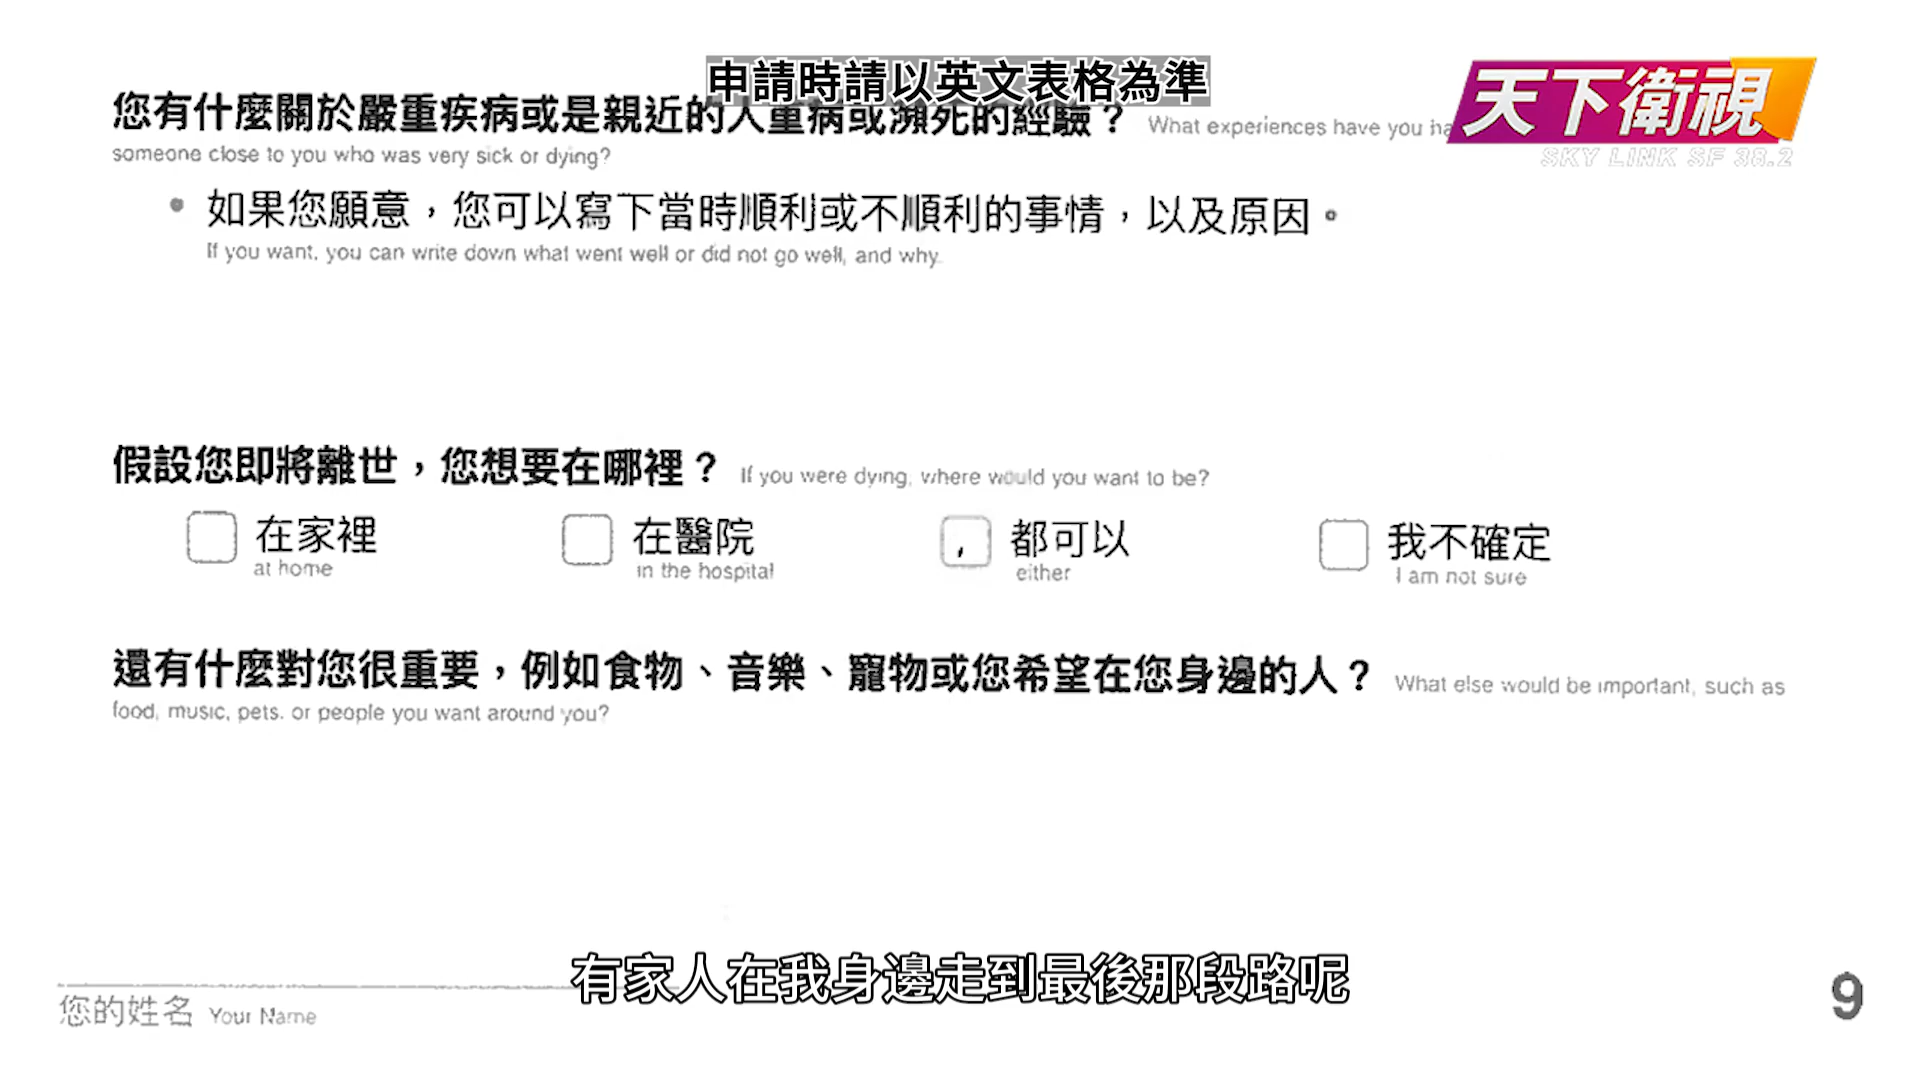 申請時請以英文表格為準
天下衛視
SKY LINK SF 38.2
您有什麼關於嚴重疾病或是親近的人重病或瀕死的經驗？ What experiences have you ha
someone close to you who was very sick or dying?
• 如果您願意，您可以寫下當時順利或不順利的事情，以及原因。
If you want, you can write down what went well or did not go well, and why.
假設您即將離世，您想要在哪裡？ If you were dying, where would you want to be?
在家裡 在醫院 都可以 我不確定
at home in the hospital either I am not sure
還有什麼對您很重要，例如食物、音樂、寵物或您希望在您身邊的人？ What else would be important, such as
food, music, pets, or people you want around you?
有家人在我身邊走到最後那段路呢
您的姓名 Your Name
9